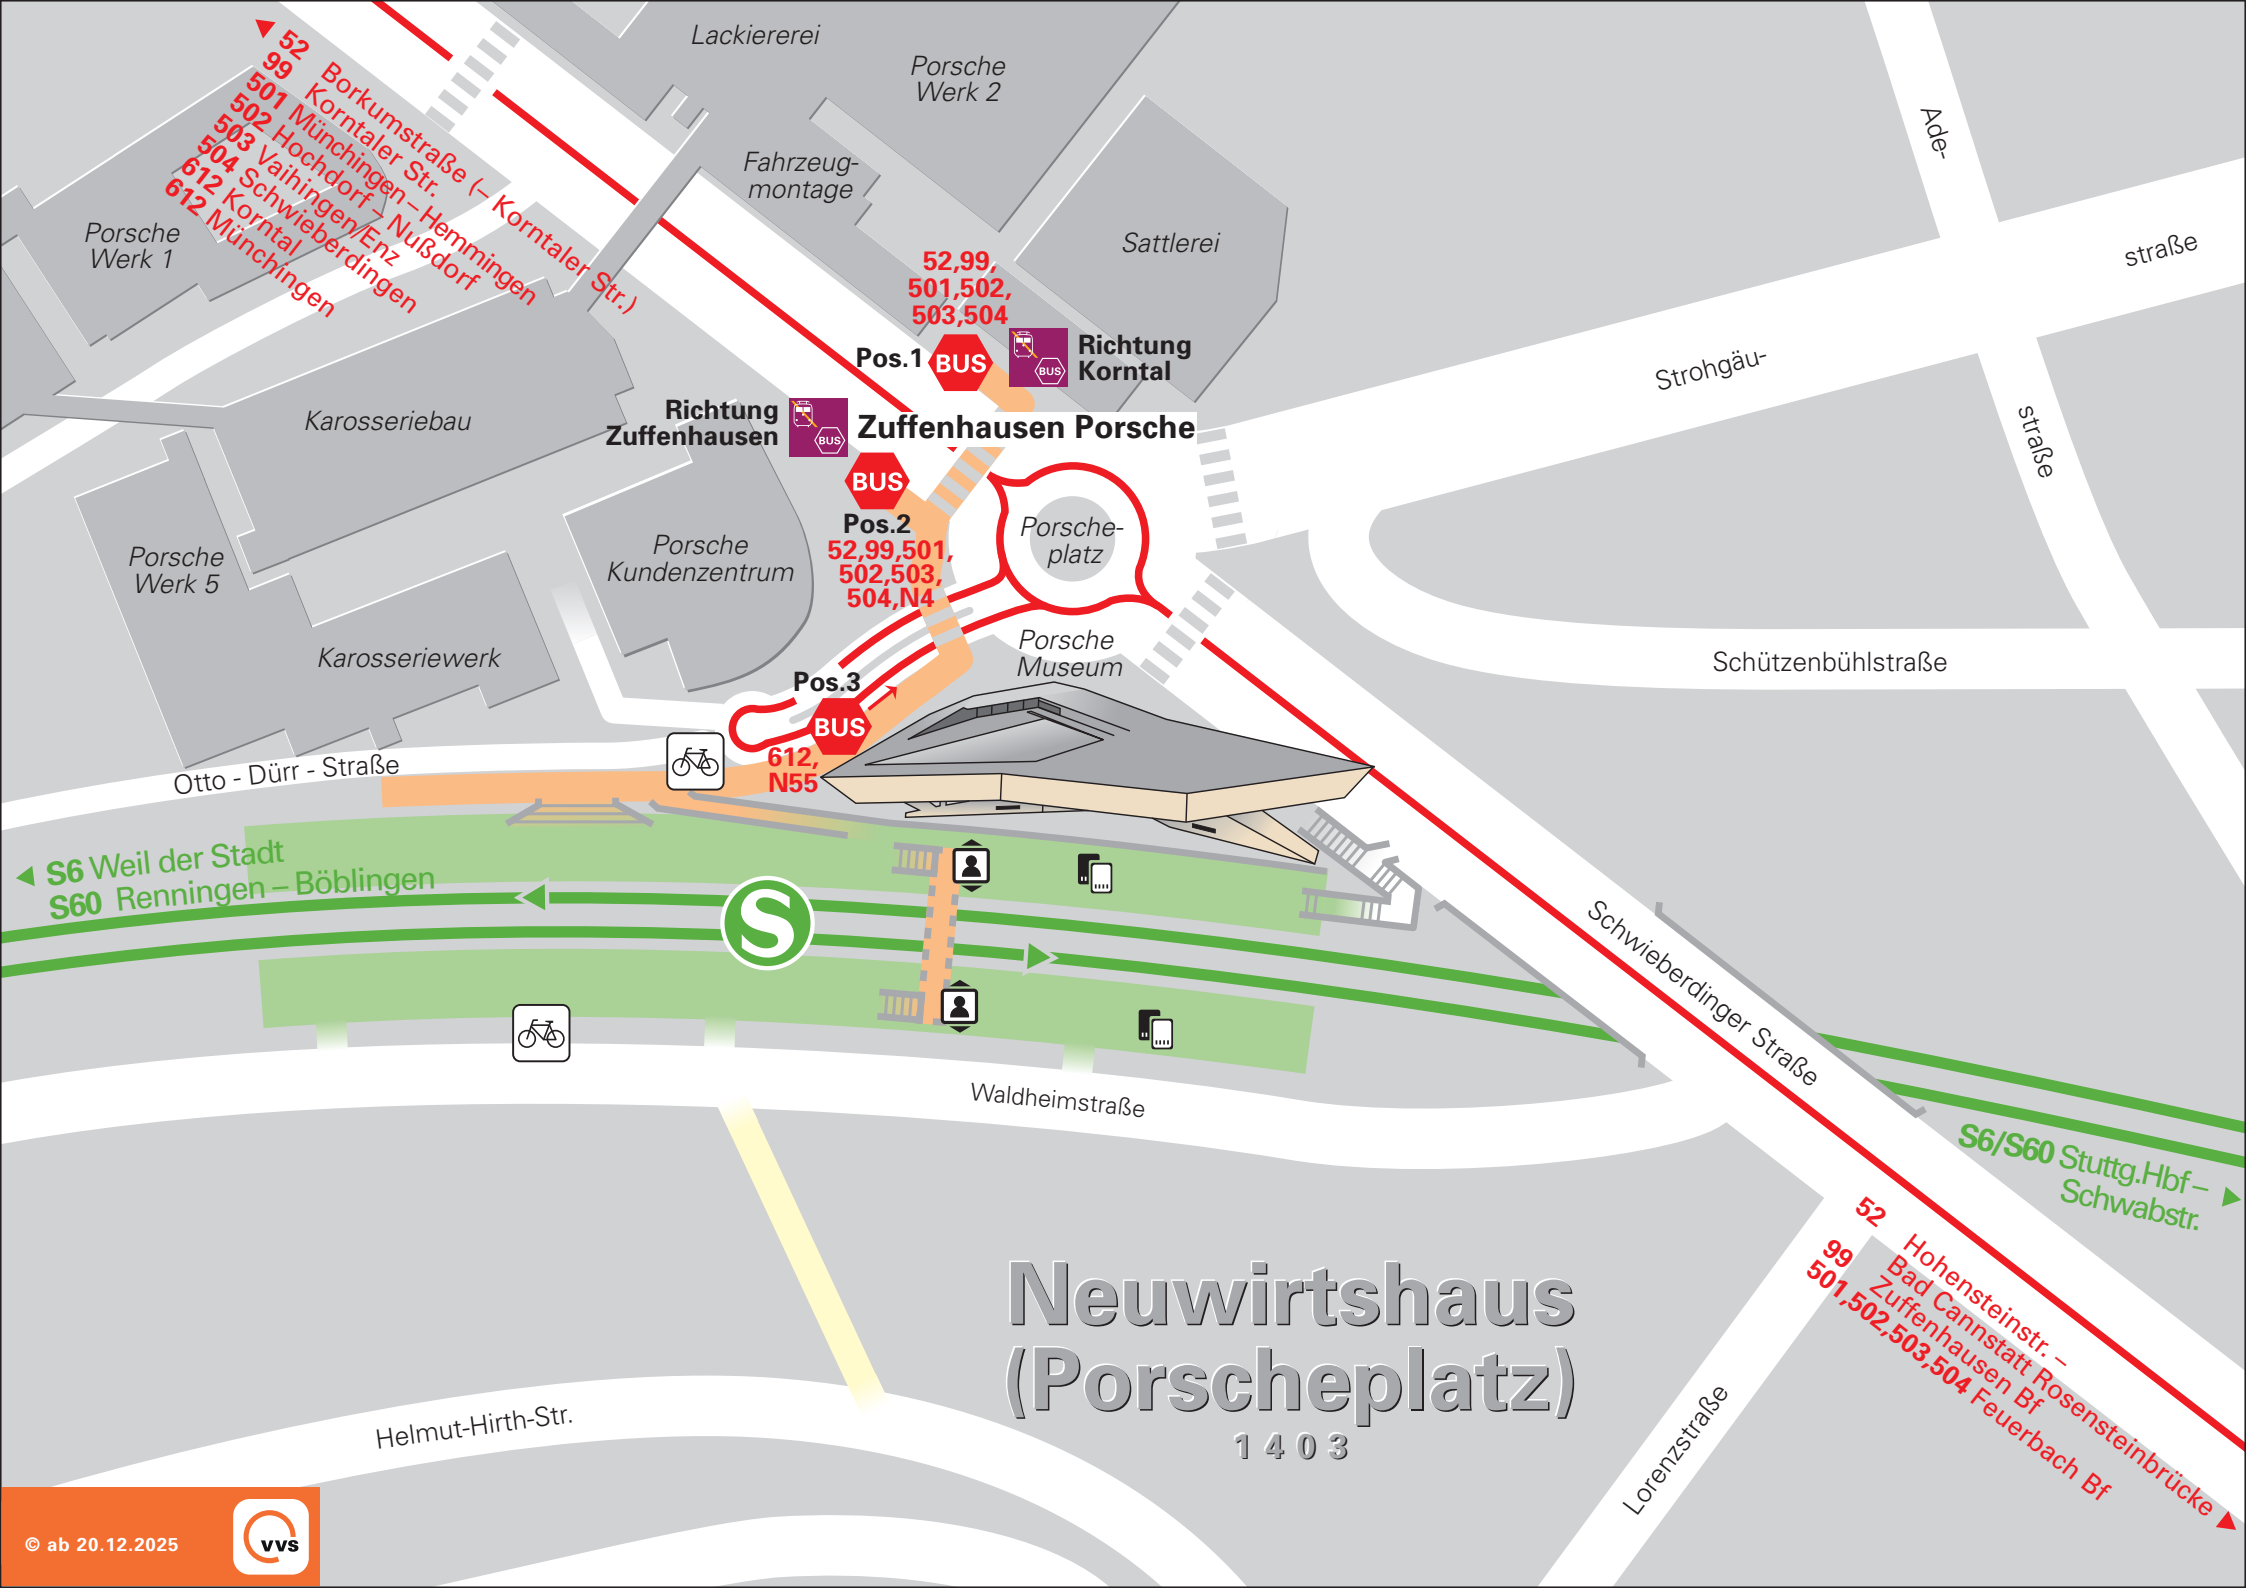 Lackiererei
Porsche
Werk 2
52 Borkumstraße (– Korntaler Str.)
99 Korntaler Str.
501 Münchingen – Hemmingen
502 Hochdorf – Nußdorf
503 Vaihingen/Enz
504 Schwieberdingen
612 Korntal
612 Münchingen
Porsche
Werk 1
Fahrzeug-
montage
Sattlerei
Ade-
straße
straße
Strohgäu-
52,99,
501,502,
503,504
Pos.1
BUS
BUS
Richtung
Korntal
Richtung
Zuffenhausen
BUS
Zuffenhausen Porsche
BUS
Pos.2
52,99,501,
502,503,
504,N4
Karosseriebau
Porsche
Werk 5
Porsche
Kundenzentrum
Porsche-
platz
Karosseriewerk
Porsche
Museum
Schützenbühlstraße
Pos.3
BUS
612,
N55
Otto - Dürr - Straße
S6 Weil der Stadt
S60 Renningen – Böblingen
S
Schwieberdinger Straße
Waldheimstraße
S6/S60 Stuttg.Hbf –
Schwabstr.
52 Hohensteinstr. –
Bad Cannstatt Rosensteinbrücke
99 Zuffenhausen Bf
501,502,503,504 Feuerbach Bf
Neuwirtshaus
(Porscheplatz)
1403
Lorenzstraße
Helmut-Hirth-Str.
© ab 20.12.2025
vvs